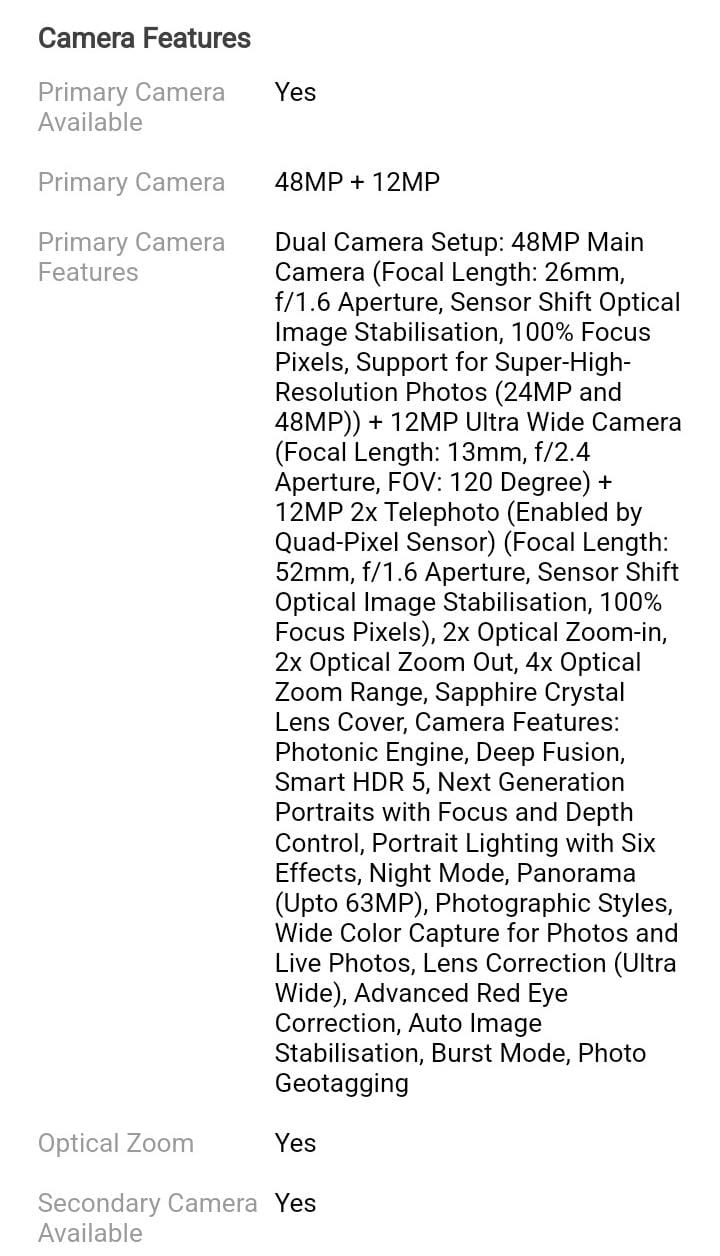 Camera Features
Primary Camera Available
Yes
Primary Camera
48MP + 12MP
Primary Camera Features
Dual Camera Setup: 48MP Main
Camera (Focal Length: 26mm,
f/1.6 Aperture, Sensor Shift Optical
Image Stabilisation, 100% Focus
Pixels, Support for Super-High-
Resolution Photos (24MP and
48MP)) + 12MP Ultra Wide Camera
(Focal Length: 13mm, f/2.4
Aperture, FOV: 120 Degree) +
12MP 2x Telephoto (Enabled by
Quad-Pixel Sensor) (Focal Length:
52mm, f/1.6 Aperture, Sensor Shift
Optical Image Stabilisation, 100%
Focus Pixels), 2x Optical Zoom-in,
2x Optical Zoom Out, 4x Optical
Zoom Range, Sapphire Crystal
Lens Cover, Camera Features:
Photonic Engine, Deep Fusion,
Smart HDR 5, Next Generation
Portraits with Focus and Depth
Control, Portrait Lighting with Six
Effects, Night Mode, Panorama
(Upto 63MP), Photographic Styles,
Wide Color Capture for Photos and
Live Photos, Lens Correction (Ultra
Wide), Advanced Red Eye
Correction, Auto Image
Stabilisation, Burst Mode, Photo
Geotagging
Optical Zoom
Yes
Secondary Camera Available
Yes